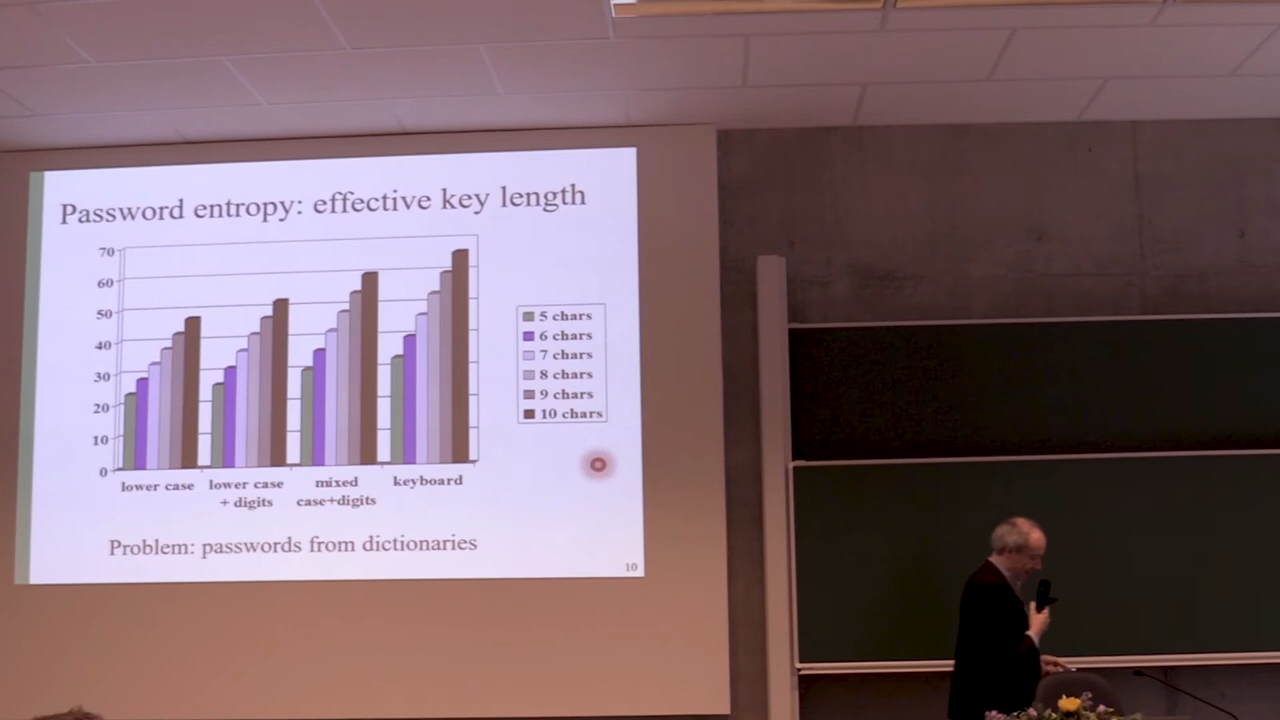 Password entropy: effective key length
70
60
50
40
30
20
10
0
lower case
lower case
+ digits
mixed
case+digits
keyboard
5 chars
6 chars
7 chars
8 chars
9 chars
10 chars
Problem: passwords from dictionaries
10